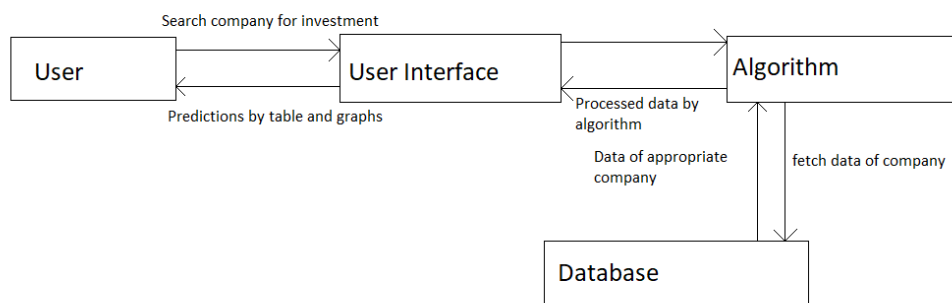 Search company for investment
User
User Interface
Algorithm
Predictions by table and graphs
Processed data by
algorithm
Data of appropriate
company
fetch data of company
Database